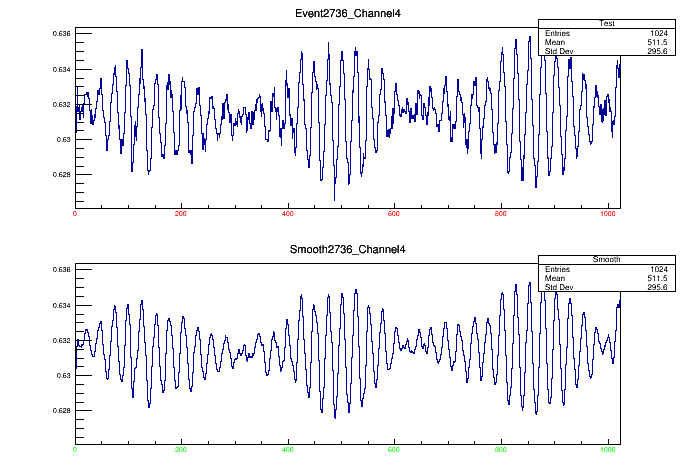 Event2736_Channel4
Test
Entries 1024
Mean 511.5
Std Dev 295.6
0.636
0.634
0.632
0.63
0.628
0 200 400 600 800 1000
Smooth2736_Channel4
Smooth
Entries 1024
Mean 511.5
Std Dev 295.6
0.636
0.634
0.632
0.63
0.628
0 200 400 600 800 1000